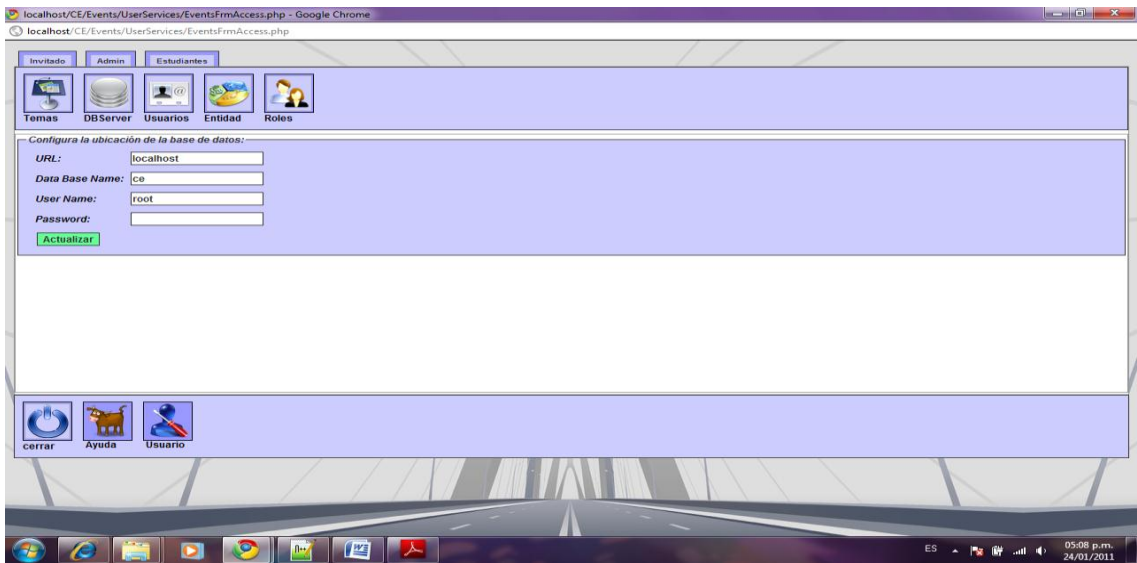 localhost/CE/Events/UserServices/EventsFrmAccess.php - Google Chrome
localhost/CE/Events/UserServices/EventsFrmAccess.php
Invitado Admin Estudiantes
Temas DBServer Usuarios Entidad Roles
Configura la ubicación de la base de datos:
URL: localhost
Data Base Name: ce
User Name: root
Password:
Actualizar
cerrar Ayuda Usuario
ES 05:08 p.m.
24/01/2011